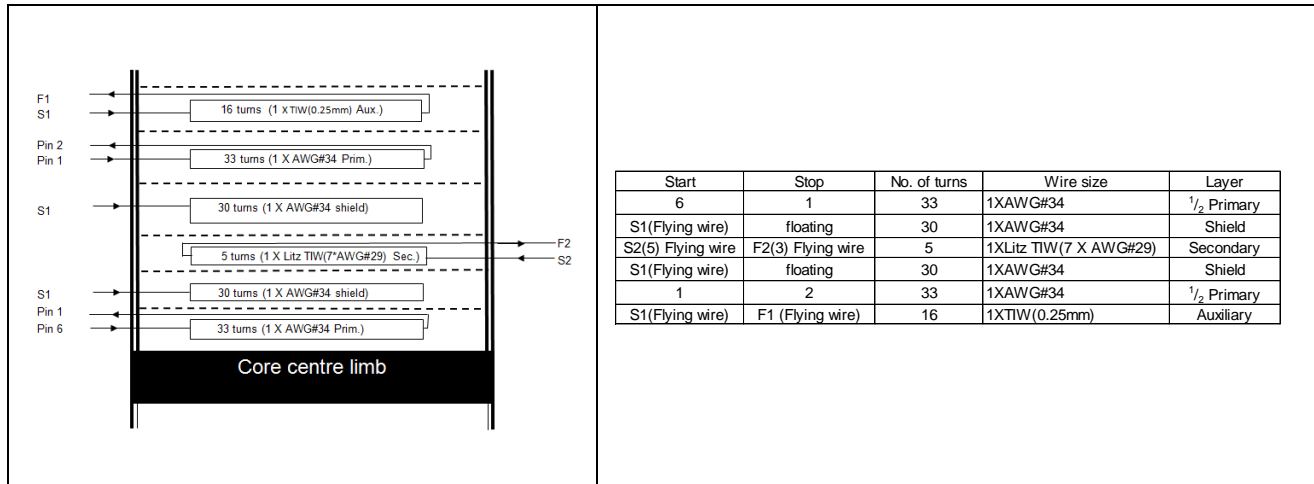 F1
S1
16 turns (1 XTIW(0.25mm) Aux.)
Pin 2
Pin 1
33 turns (1 X AWG#34 Prim.)
S1
30 turns (1 X AWG#34 shield)
F2
5 turns (1 X Litz TIW(7*AWG#29) Sec.)
S2
S1
30 turns (1 X AWG#34 shield)
Pin 1
Pin 6
33 turns (1 X AWG#34 Prim.)
Core centre limb
Start Stop No. of turns Wire size Layer
6 1 33 1XAWG#34 1/2 Primary
S1(Flying wire) floating 30 1XAWG#34 Shield
S2(5) Flying wire F2(3) Flying wire 5 1XLitz TIW(7 X AWG#29) Secondary
S1(Flying wire) floating 30 1XAWG#34 Shield
1 2 33 1XAWG#34 1/2 Primary
S1(Flying wire) F1 (Flying wire) 16 1XTIW(0.25mm) Auxiliary